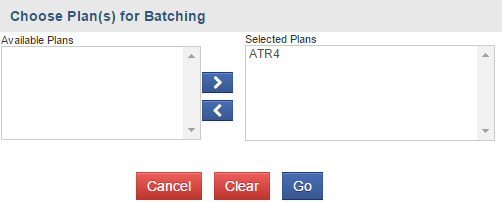 Choose Plan(s) for Batching
Available Plans
Selected Plans
ATR4
Cancel
Clear
Go